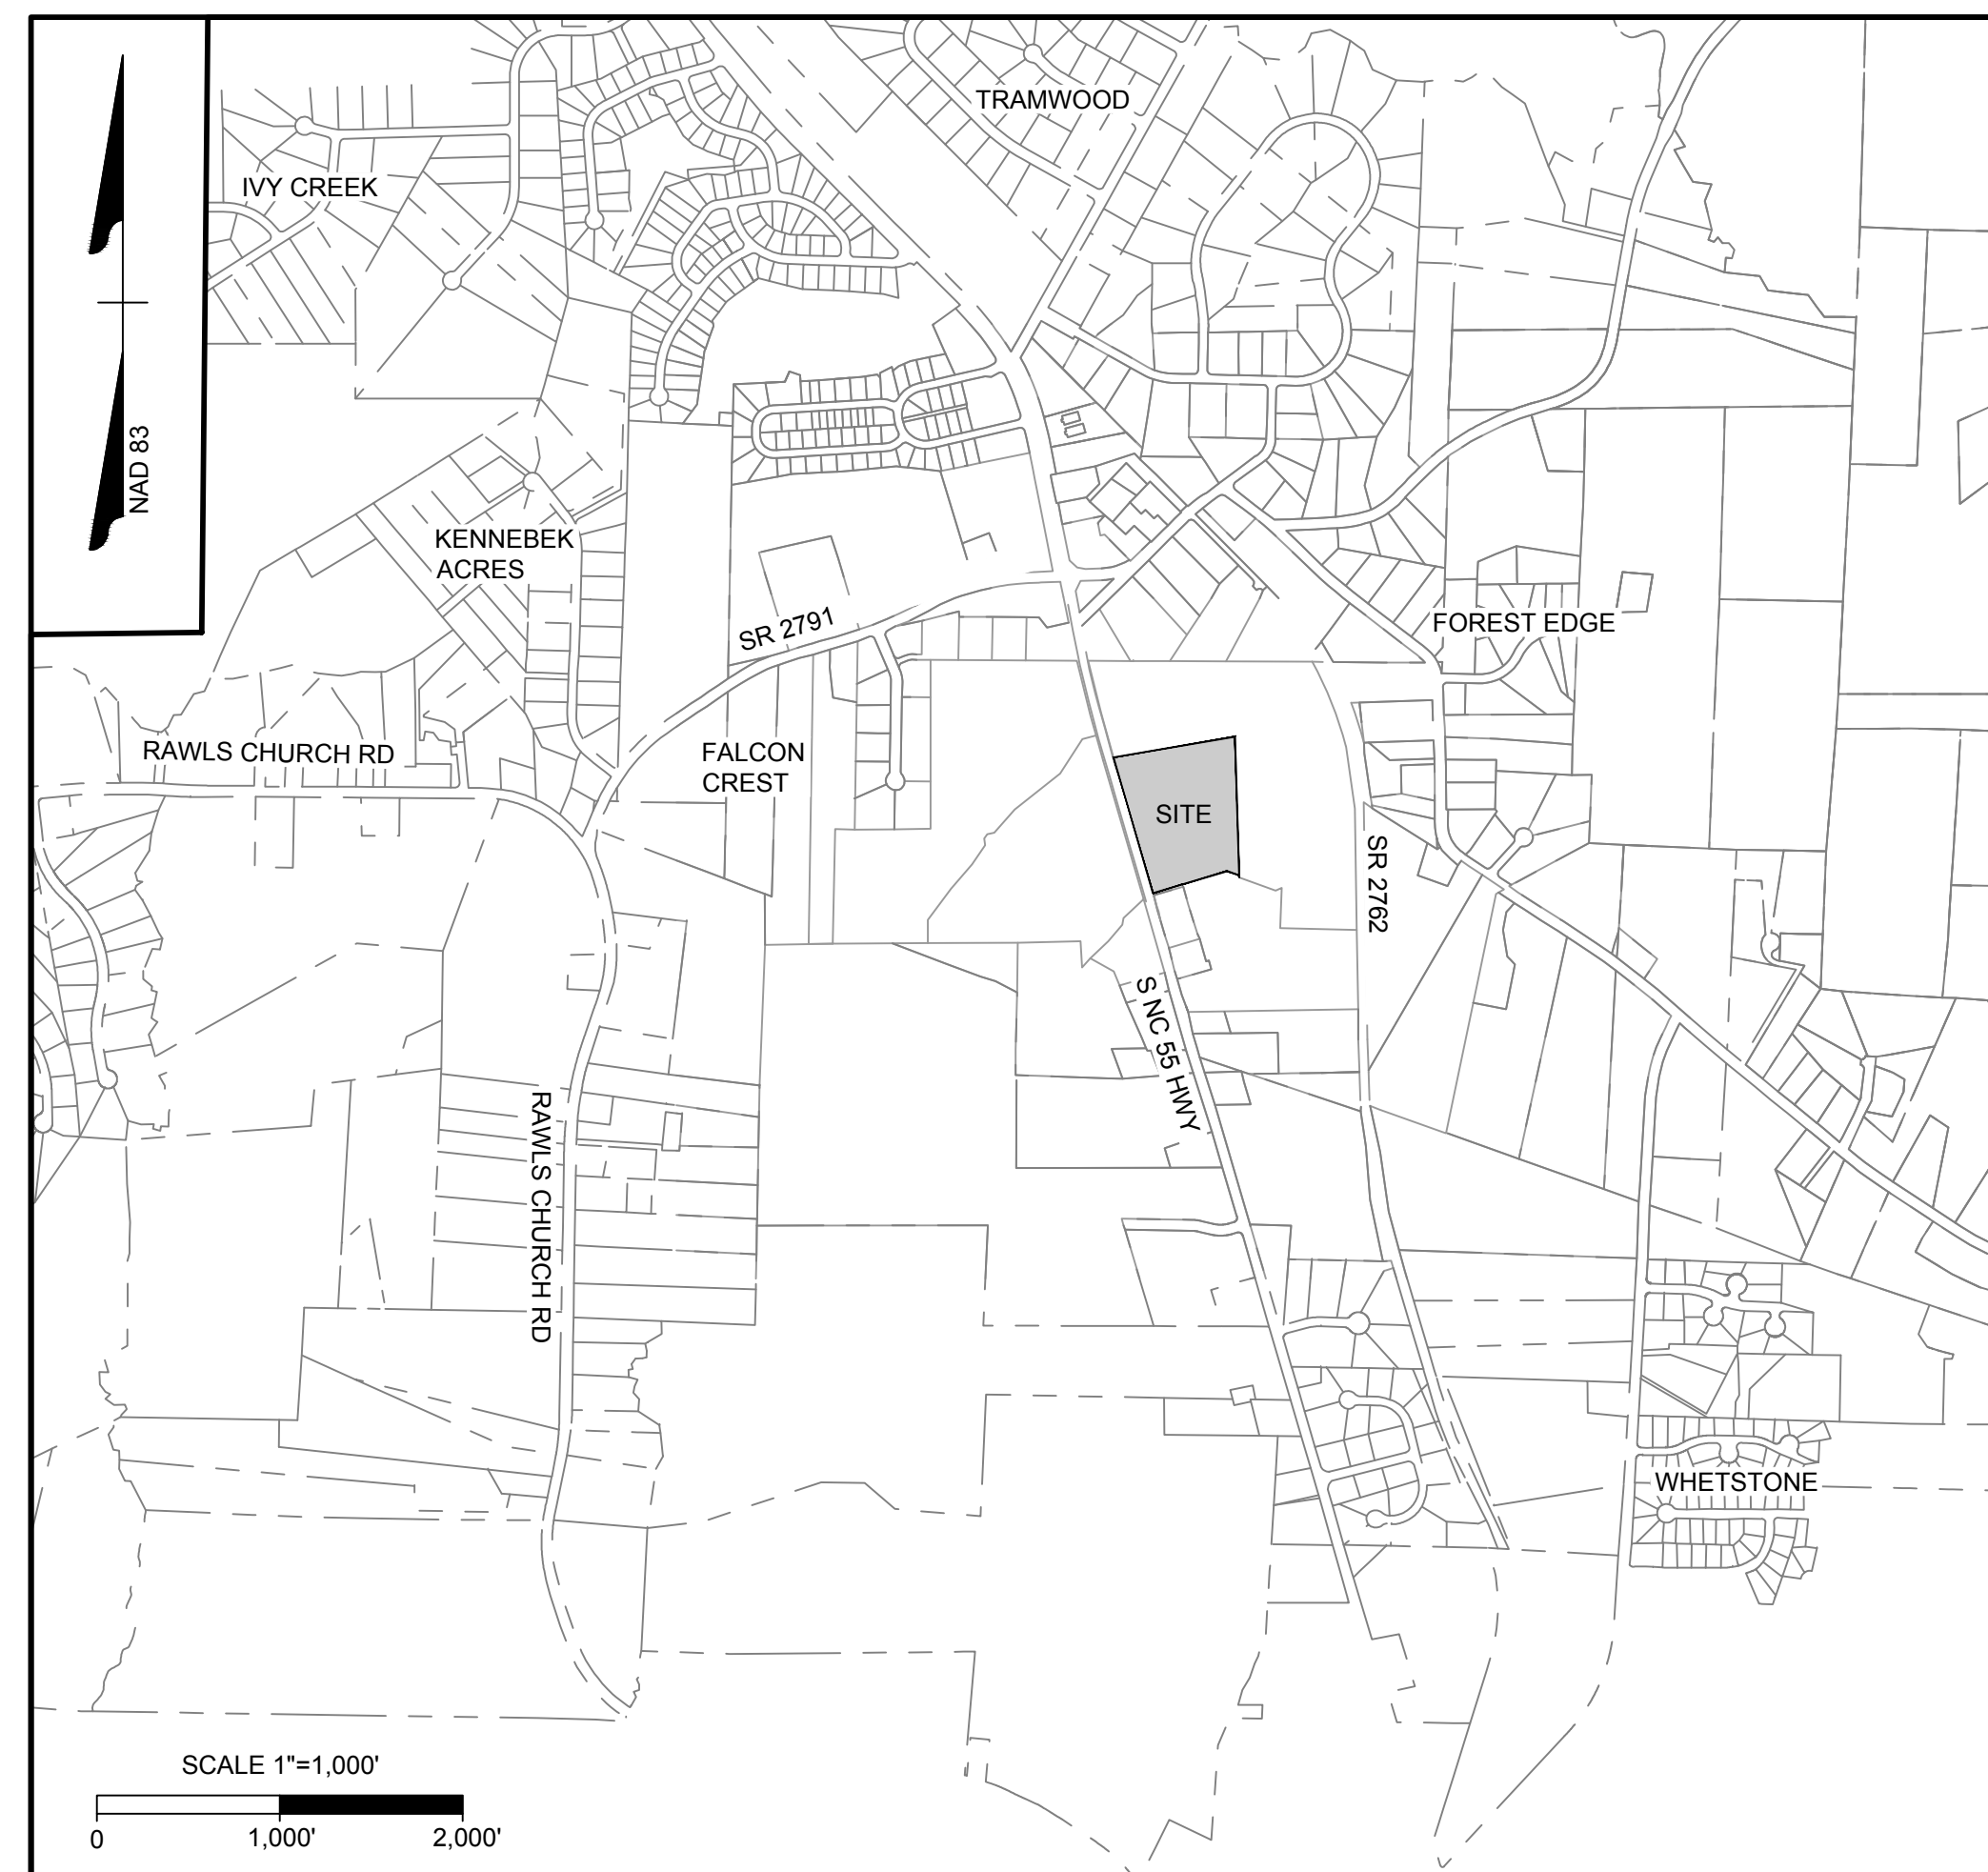 TRAMWOOD
IVY CREEK
NAD 83
KENNEBEK
ACRES
SR 2791
FOREST EDGE
RAWLS CHURCH RD
FALCON
CREST
SITE
SR 2762
S NC 55 HWY
RAWLS CHURCH RD
WHETSTONE
SCALE 1"=1,000'
0 1,000' 2,000'